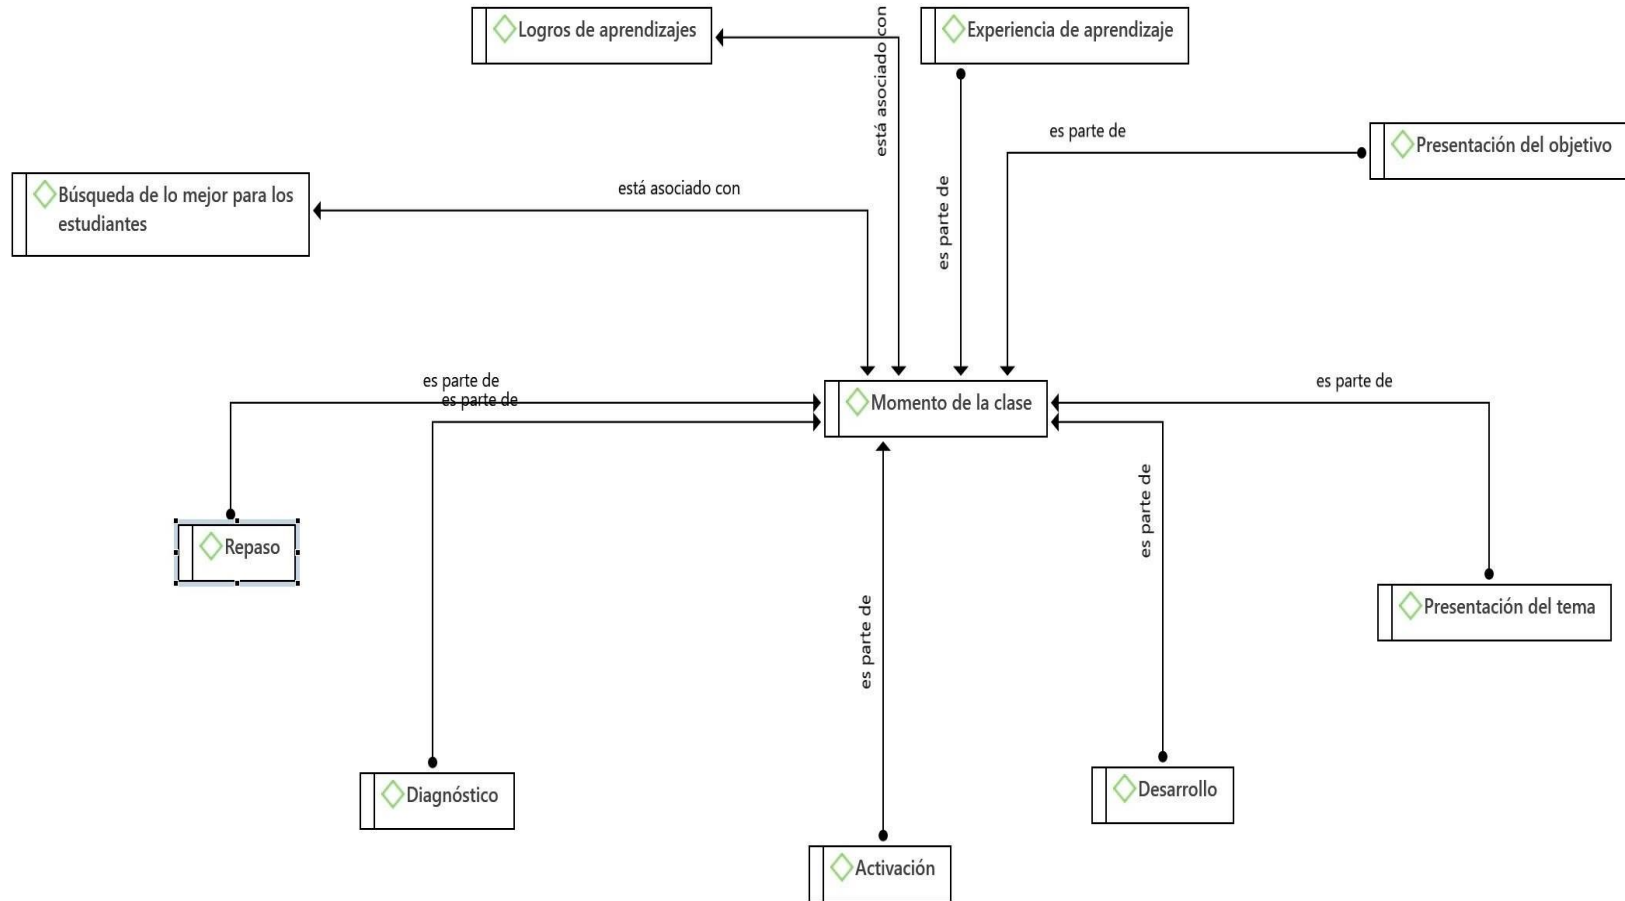 Logros de aprendizajes
está asociado con
Experiencia de aprendizaje
es parte de
Presentación del objetivo
Búsqueda de lo mejor para los
estudiantes
está asociado con
es parte de
es parte de
es parte de
Momento de la clase
es parte de
es parte de
Repaso
es parte de
Presentación del tema
Diagnóstico
Desarrollo
Activación